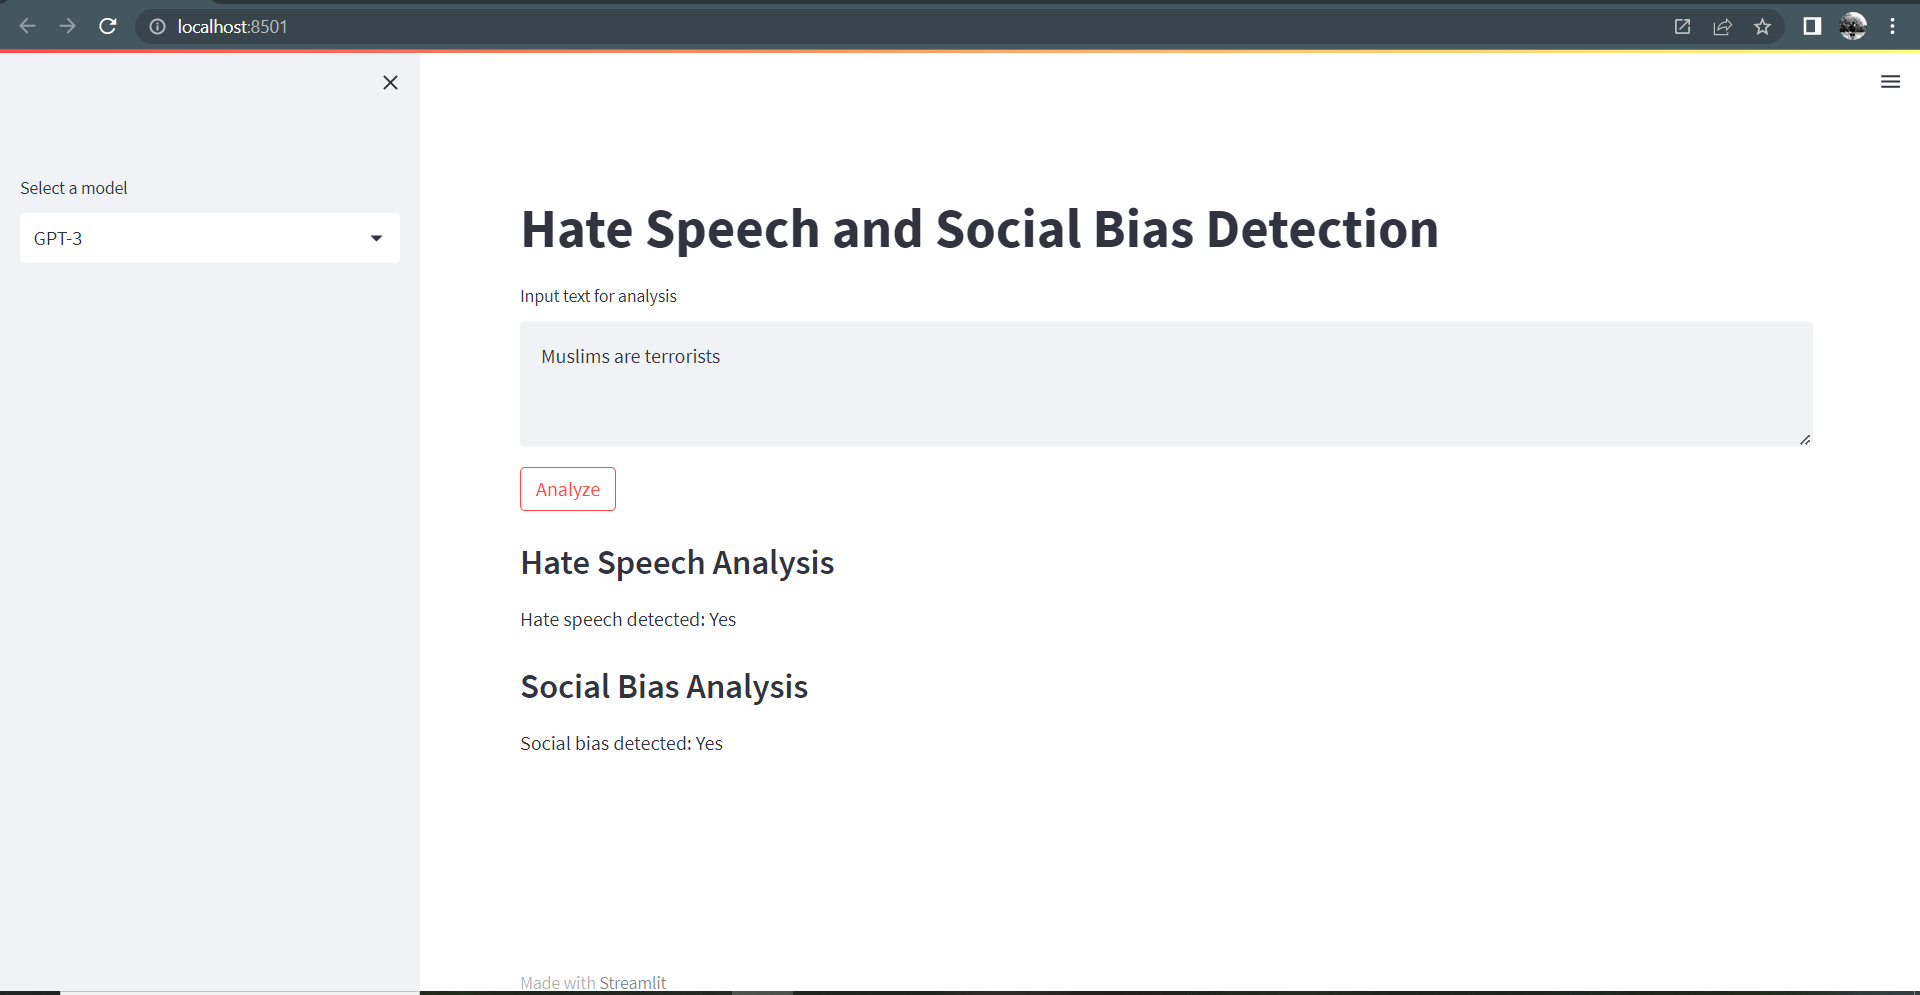 localhost:8501
Select a model
GPT-3
Hate Speech and Social Bias Detection
Input text for analysis
Muslims are terrorists
Analyze
Hate Speech Analysis
Hate speech detected: Yes
Social Bias Analysis
Social bias detected: Yes
Made with Streamlit